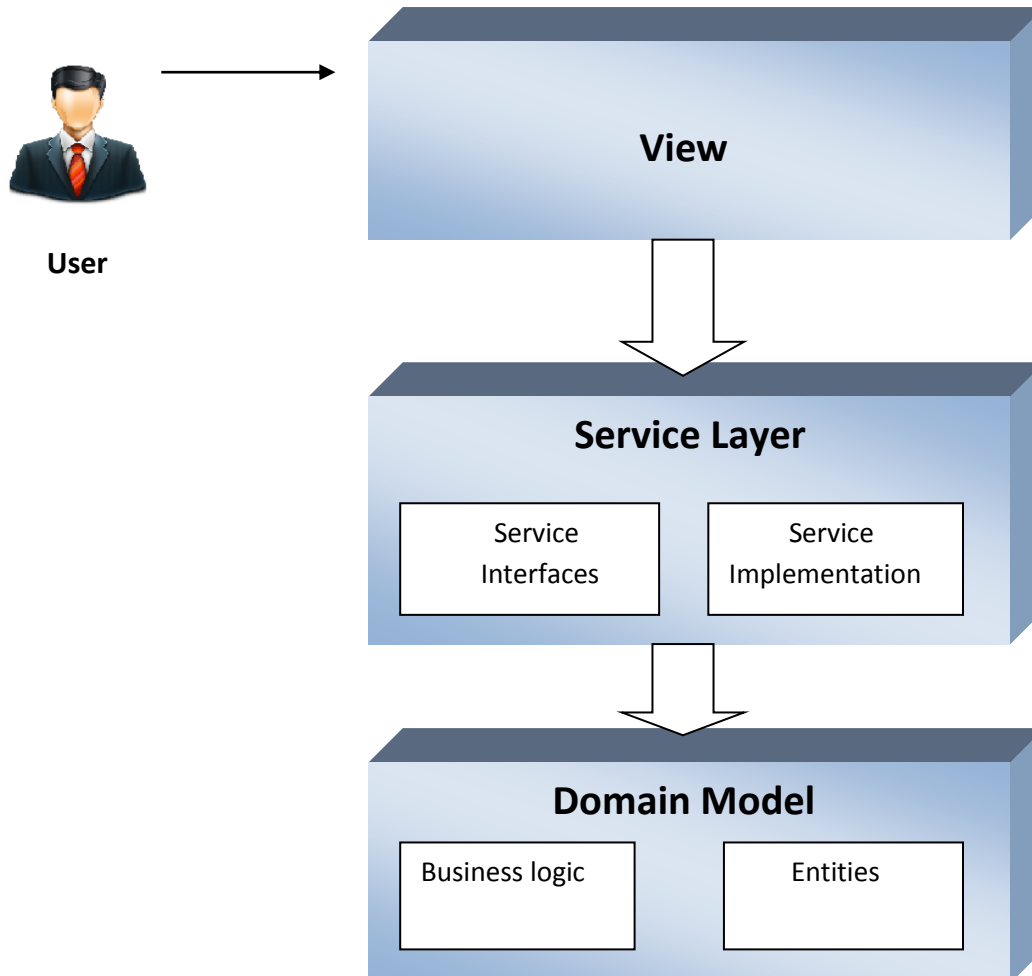 View
User
Service Layer
Service
Interfaces
Service
Implementation
Domain Model
Business logic
Entities